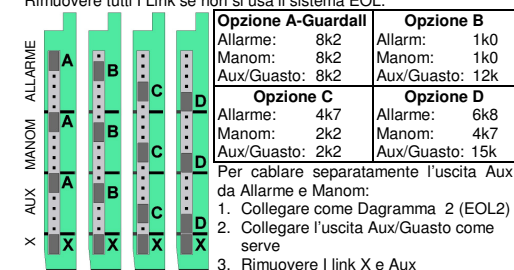 Rimuovere tutti i Link se non si usa il sistema EOL.
ALLARME
MANOM
AUX
X
A
A
A
X
B
B
B
X
C
C
C
X
D
D
D
X
Opzione A-Guardall
Allarme: 8k2
Manom: 8k2
Aux/Guasto: 8k2
Opzione B
Allarm: 1k0
Manom: 1k0
Aux/Guasto: 12k
Opzione C
Allarme: 4k7
Manom: 2k2
Aux/Guasto: 2k2
Opzione D
Allarme: 6k8
Manom: 4k7
Aux/Guasto: 15k
Per cablare separatamente l'uscita Aux
da Allarme e Manom:
1. Collegare come Dagramma 2 (EOL2)
2. Collegare l'uscita Aux/Guasto come
serve
3. Rimuovere I link X e Aux